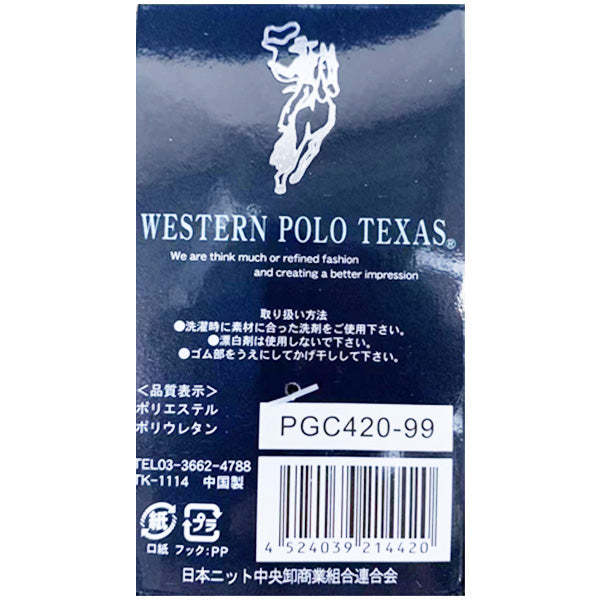 WESTERN POLO TEXAS®
We are think much or refined fashion
and creating a better impression
取り扱い方法
●洗濯時に素材に合った洗剤をご使用下さい。
●漂白剤は使用しないで下さい。
●ゴム部をうえにしてかげ干しして下さい。
<品質表示>
ポリエステル
ポリウレタン
PGC420-99
TEL03-3662-4788
TK-1114 中国製
紙 プラ
口紙 フック:PP
4 524039 214420
日本ニット中央卸商業組合連合会